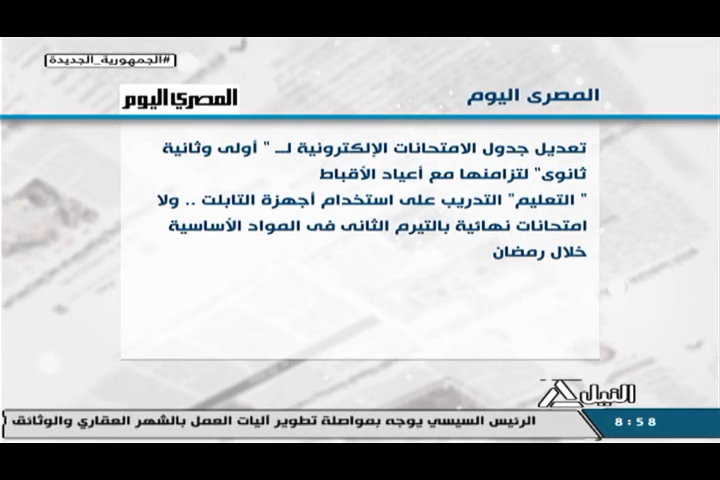 #الجمهورية_الجديدة
المصرى اليوم
المصري اليوم
تعديل جدول الامتحانات الإلكترونية لــ " أولى وثانية
ثانوى" لتزامنها مع أعياد الأقباط
" التعليم" التدريب على استخدام أجهزة التابلت .. ولا
امتحانات نهائية بالتيرم الثانى فى المواد الأساسية
خلال رمضان
النيل
الرئيس السيسي يوجه بمواصلة تطوير آليات العمل بالشهر العقاري والوثائق
8:58